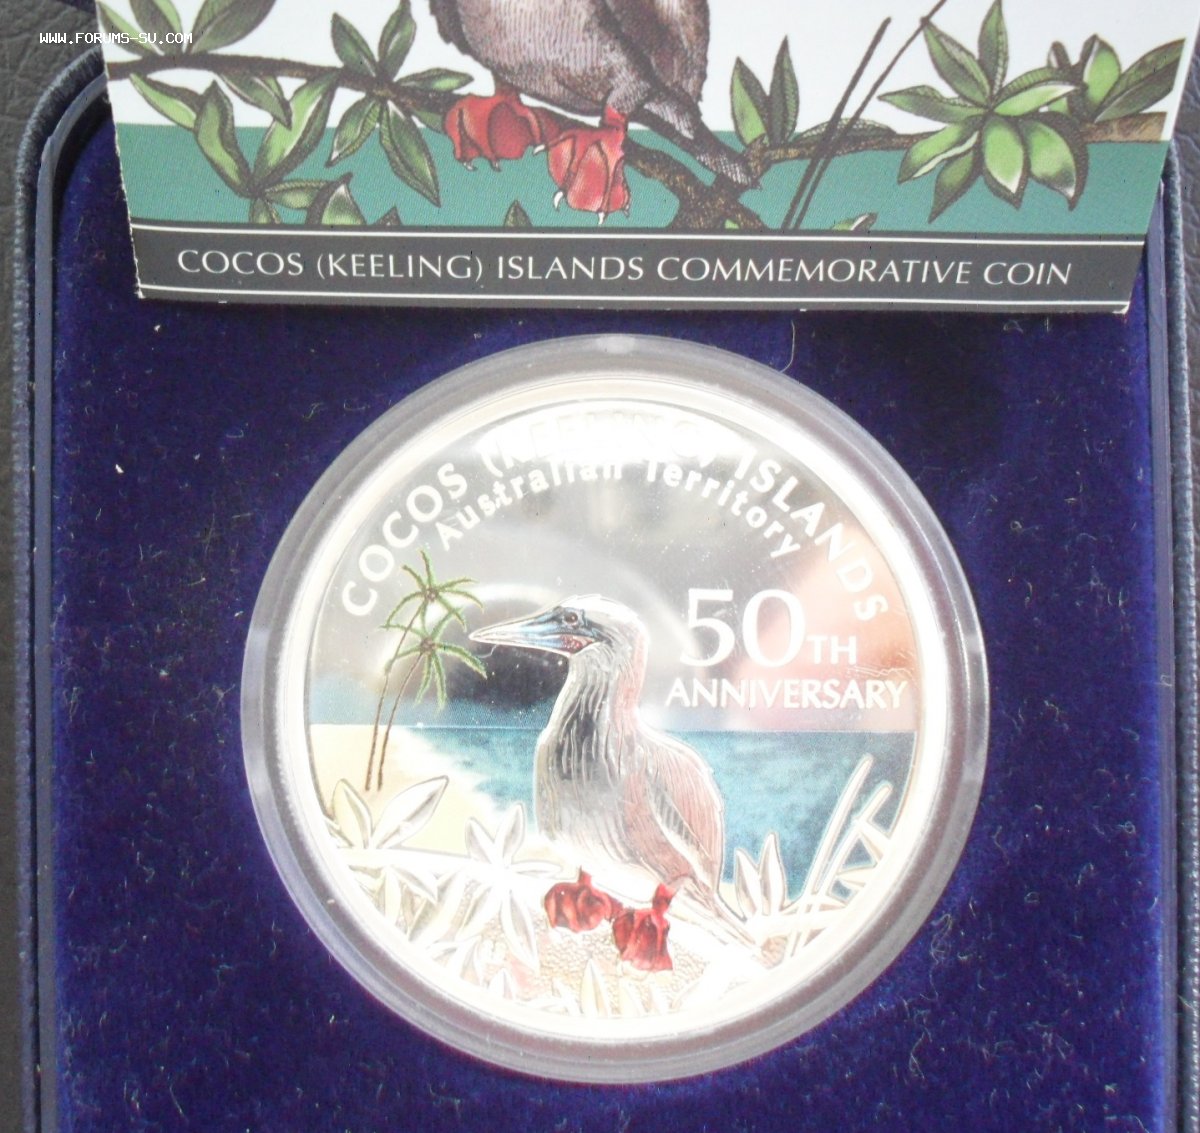 WWW.FORUMS-SU.COM
COCOS (KEELING) ISLANDS COMMEMORATIVE COIN
COCOS (KEELING) ISLANDS
Australian Territory
50TH
ANNIVERSARY